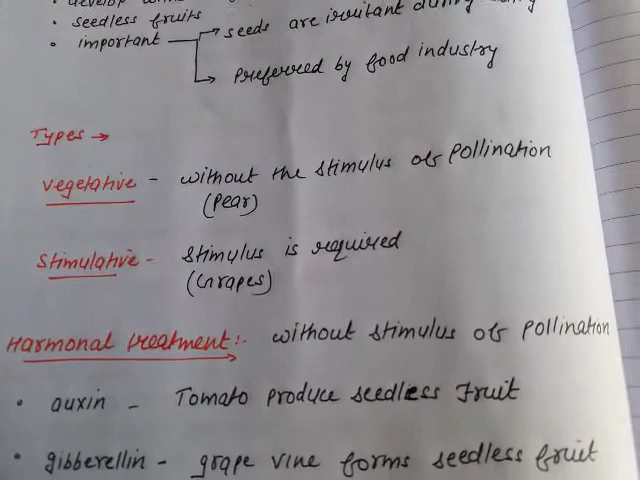 • develop
• seedless fruits
• important → seeds are irritant during
→ Preferred by food industry
Types →
Vegetative - without the stimulus of pollination
(Pear)
Stimulative - Stimulus is required
(Grapes)
Harmonal treatment:- without stimulus of pollination
• auxin - Tomato produce seedless Fruit
• gibberellin - grape vine forms seedless fruit